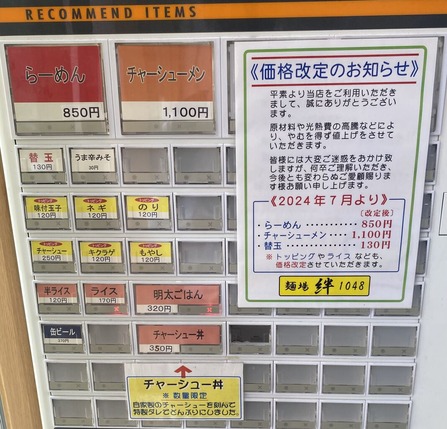 RECOMMEND ITEMS
らーめん
850円
チャーシューメン
1,100円
替玉
130円
うま辛みそ
味付玉子
120円
ネギ
120円
のり
120円
チャーシュー
250円
キクラゲ
120円
もやし
120円
半ライス
120円
ライス
170円
明太ごはん
320円
缶ビール
チャーシュー丼
350円
チャーシュー丼
※数量限定
自家製のチャーシューを刻んで
特製ダレでどんぶりにしました。
《価格改定のお知らせ》
平素より当店をご利用いただき
まして、誠にありがとうござい
ます。
原材料や光熱費の高騰などによ
り、やむを得ず値上げをさせて
いただきます。
皆様には大変ご迷惑をおかけ致
しますが、何卒ご理解いただき、
今後とも変わらぬご愛顧賜りま
す様お願い申し上げます。
《2024年7月より》
[改定後]
・らーめん ………… 850円
・チャーシューメン … 1,100円
・替玉 ……………… 130円
※トッピングやライスなども、
価格改定させていただきます。
麺場 絆 1048